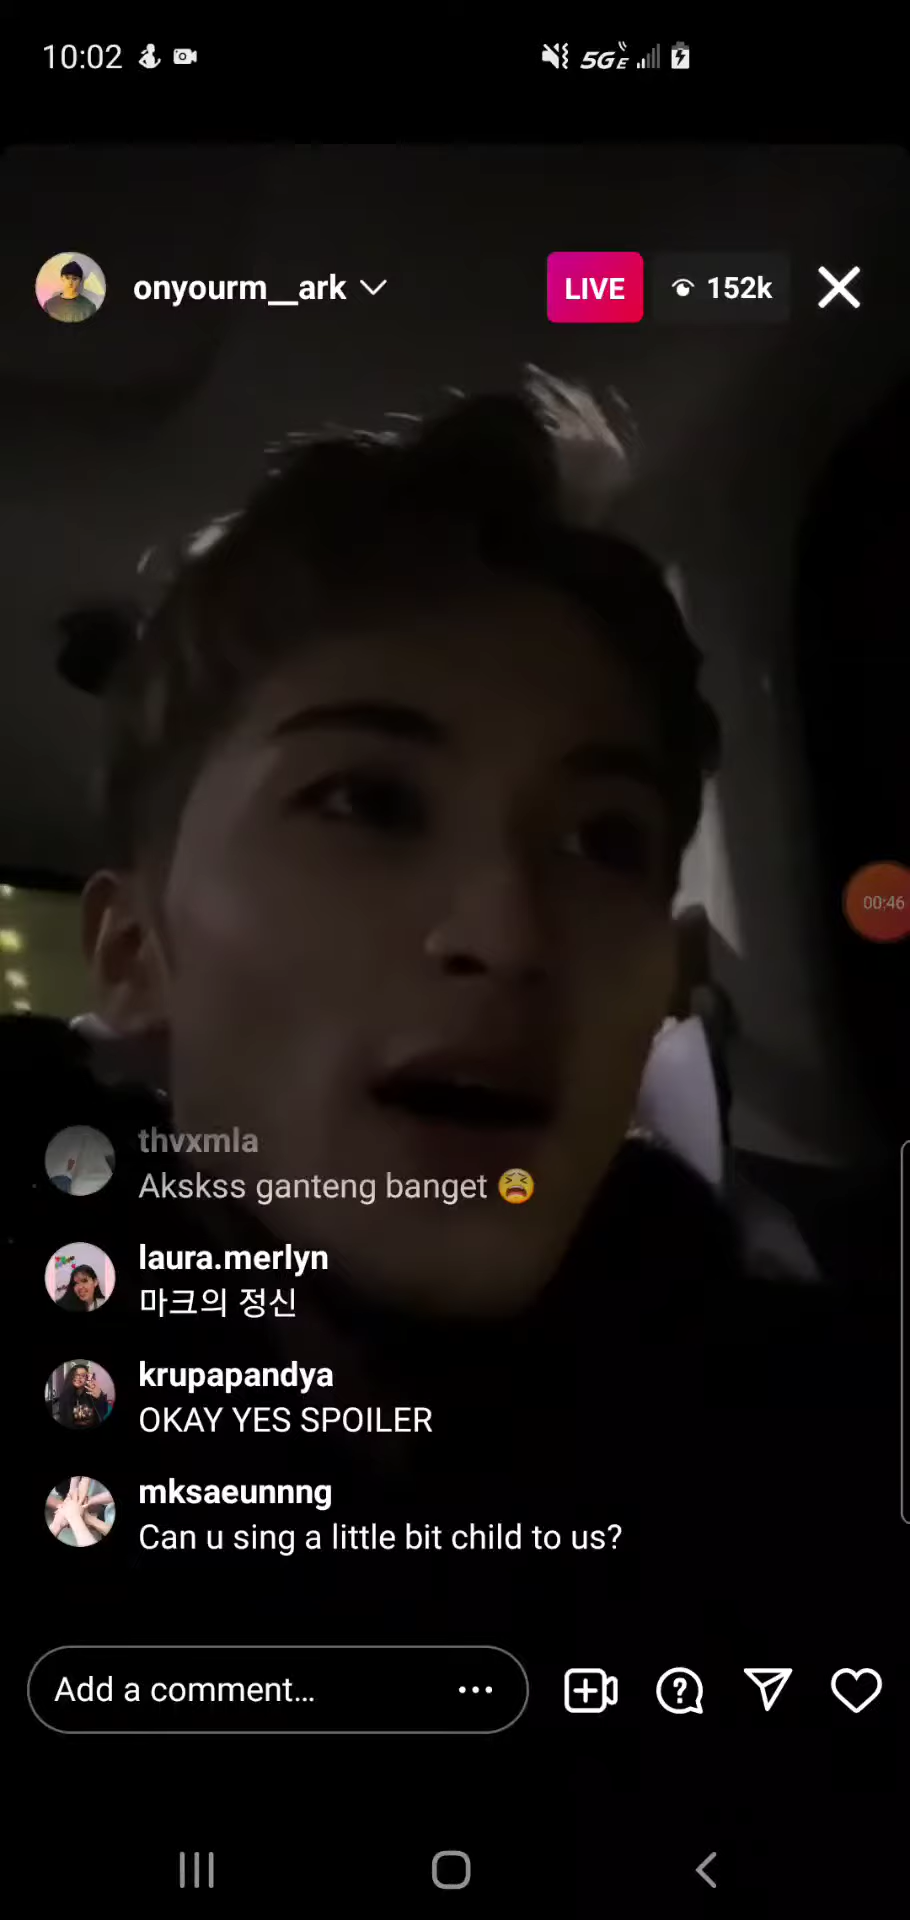 10:02
5GE
onyourm__ark
LIVE
152k
00:46
thvxmla
Akskss ganteng banget 😫
laura.merlyn
마크의 정신
krupapandya
OKAY YES SPOILER
mksaeunnng
Can u sing a little bit child to us?
Add a comment...